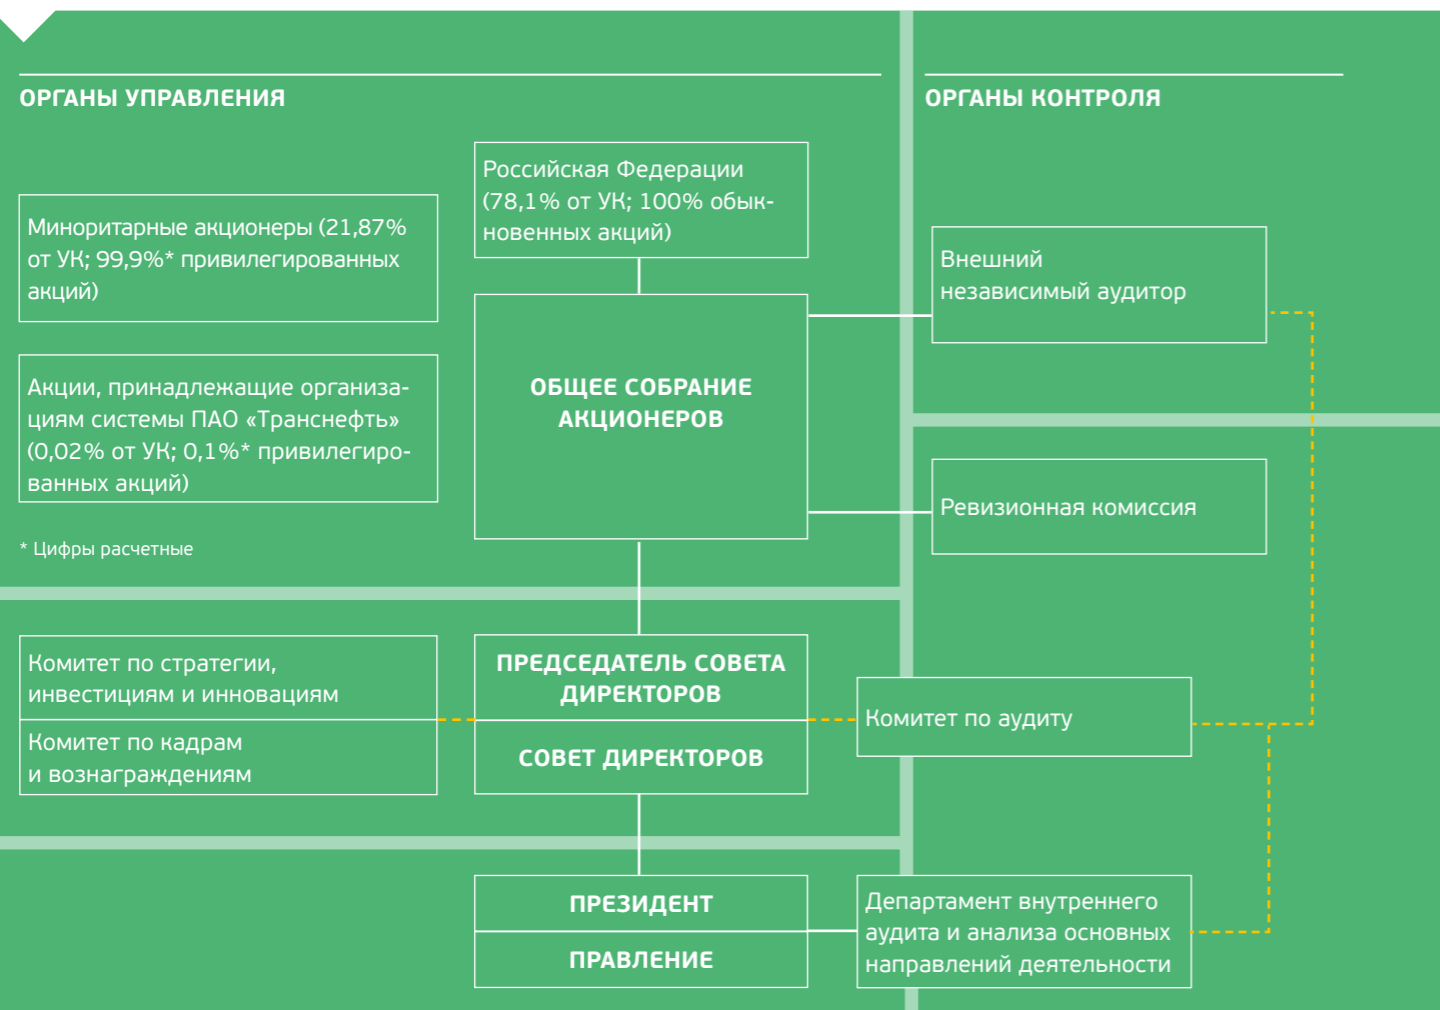 ОРГАНЫ УПРАВЛЕНИЯ
ОРГАНЫ КОНТРОЛЯ
Российская Федерации
(78,1% от УК; 100% обык-
новенных акций)
Миноритарные акционеры (21,87%
от УК; 99,9%* привилегированных
акций)
Внешний
независимый аудитор
Акции, принадлежащие организа-
циям системы ПАО «Транснефть»
(0,02% от УК; 0,1%* привилегиро-
ванных акций)
ОБЩЕЕ СОБРАНИЕ
АКЦИОНЕРОВ
Ревизионная комиссия
* Цифры расчетные
Комитет по стратегии,
инвестициям и инновациям
Комитет по кадрам
и вознаграждениям
ПРЕДСЕДАТЕЛЬ СОВЕТА
ДИРЕКТОРОВ
СОВЕТ ДИРЕКТОРОВ
Комитет по аудиту
ПРЕЗИДЕНТ
ПРАВЛЕНИЕ
Департамент внутреннего
аудита и анализа основных
направлений деятельности